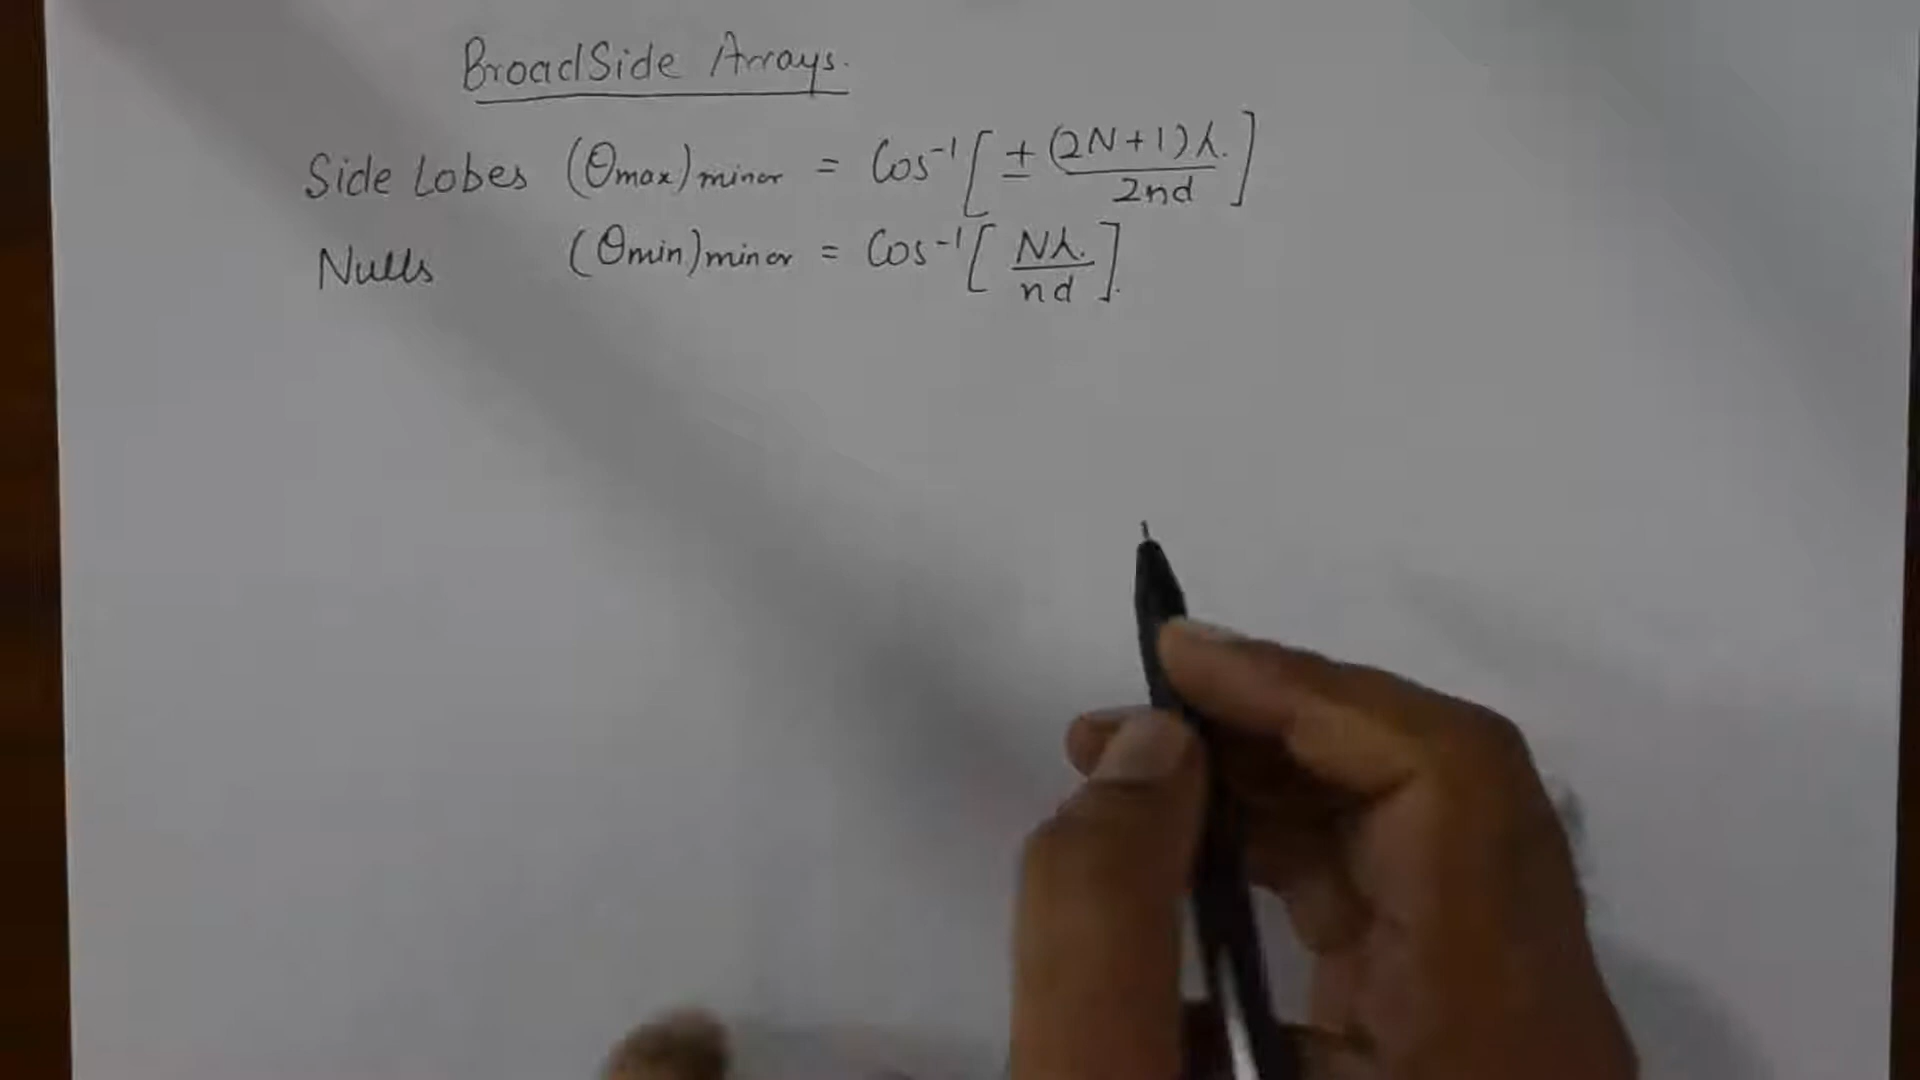 BroadSide Arrays.
Side Lobes (θmax)minor = Cos⁻¹[± (2N+1)λ. / 2nd]
Nulls (θmin)minor = Cos⁻¹[Nλ. / nd].